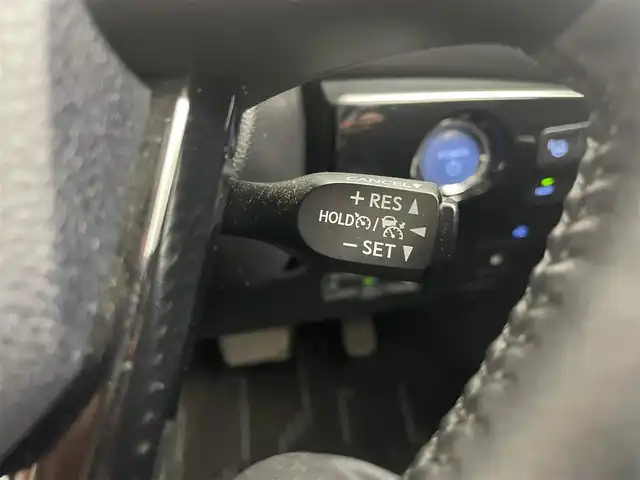 CANCEL
+ RES ▲
HOLD / ◀
− SET ▼